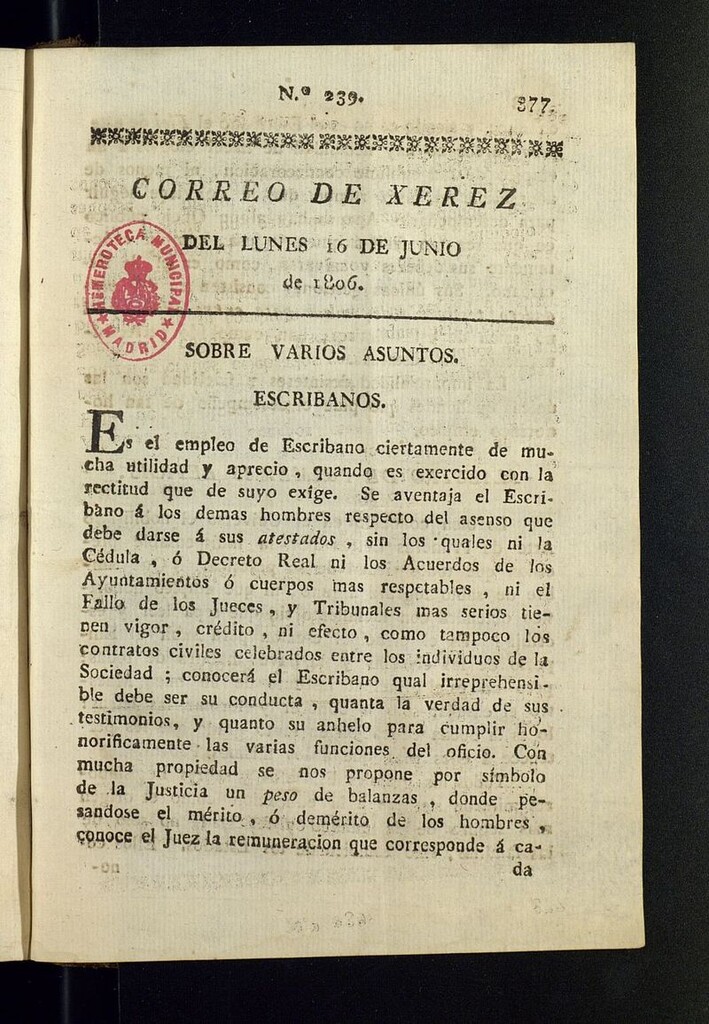 N.º 239.
377.
CORREO DE XEREZ
DEL LUNES 16 DE JUNIO
de 1806.
HEMEROTECA MUNICIPAL
MADRID
SOBRE VARIOS ASUNTOS.
ESCRIBANOS.
Es el empleo de Escribano ciertamente de mu-
cha utilidad y aprecio, quando es exercido con la
rectitud que de suyo exîge. Se aventaja el Escri-
bano á los demas hombres respecto del asenso que
debe darse á sus atestados, sin los quales ni la
Cédula, ó Decreto Real ni los Acuerdos de los
Ayuntamientos ó cuerpos mas respetables, ni el
Fallo de los Jueces, y Tribunales mas serios tie-
nen vigor, crédito, ni efecto, como tampoco los
contratos civiles celebrados entre los individuos de la
Sociedad; conocerá el Escribano qual irreprehensi-
ble debe ser su conducta, quanta la verdad de sus
testimonios, y quanto su anhelo para cumplir ho-
norificamente las varias funciones del oficio. Con
mucha propiedad se nos propone por símbolo
de la Justicia un peso de balanzas, donde pe-
sandose el mérito, ó demérito de los hombres,
conoce el Juez la remuneracion que corresponde á ca-
da